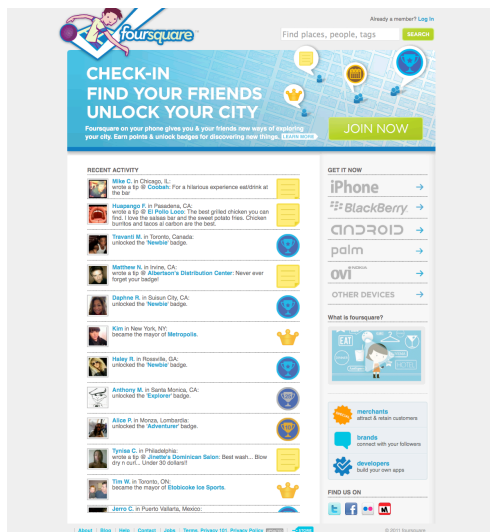 Already a member? Log In
foursquare
Find places, people, tags
SEARCH
CHECK-IN
FIND YOUR FRIENDS
UNLOCK YOUR CITY
Foursquare on your phone gives you & your friends new ways of exploring
your city. Earn points & unlock badges for discovering new things. LEARN MORE
JOIN NOW
RECENT ACTIVITY
Mike C. in Chicago, IL:
wrote a tip @ Coobah: For a hilarious experience eat/drink at
the bar
Huapango F. in Pasadena, CA:
wrote a tip @ El Pollo Loco: The best grilled chicken you can
find. I love the salsas bar and the sweet potato fries. Chicken
burritos and tacos al carbon are the best.
Travanti M. in Toronto, Canada:
unlocked the 'Newbie' badge.
Matthew N. in Irvine, CA:
wrote a tip @ Albertson's Distribution Center: Never ever
forget your badge!
Daphne R. in Suisun City, CA:
unlocked the 'Newbie' badge.
Kim in New York, NY:
became the mayor of Metropolis.
Haley R. in Rosaville, GA:
unlocked the 'Newbie' badge.
Anthony M. in Santa Monica, CA:
unlocked the 'Explorer' badge.
Alice P. in Monza, Lombardia:
unlocked the 'Adventurer' badge.
Tynisa C. in Philadelphia:
wrote a tip @ Jinette's Dominican Salon: Best wash... Blow
dry n curl... Under 30 dollars!!
Tim W. in Toronto, ON:
became the mayor of Etobicoke Ice Sports.
Jerro C. in Puerto Vallarta, Mexico:
GET IT NOW
iPhone
BlackBerry
ANDROID
palm
ovi
OTHER DEVICES
What is foursquare?
EAT
merchants
attract & retain customers
brands
connect with your followers
developers
build your own apps
FIND US ON
About Blog Help Contact Jobs Terms Privacy 101 Privacy Policy
© 2011 foursquare